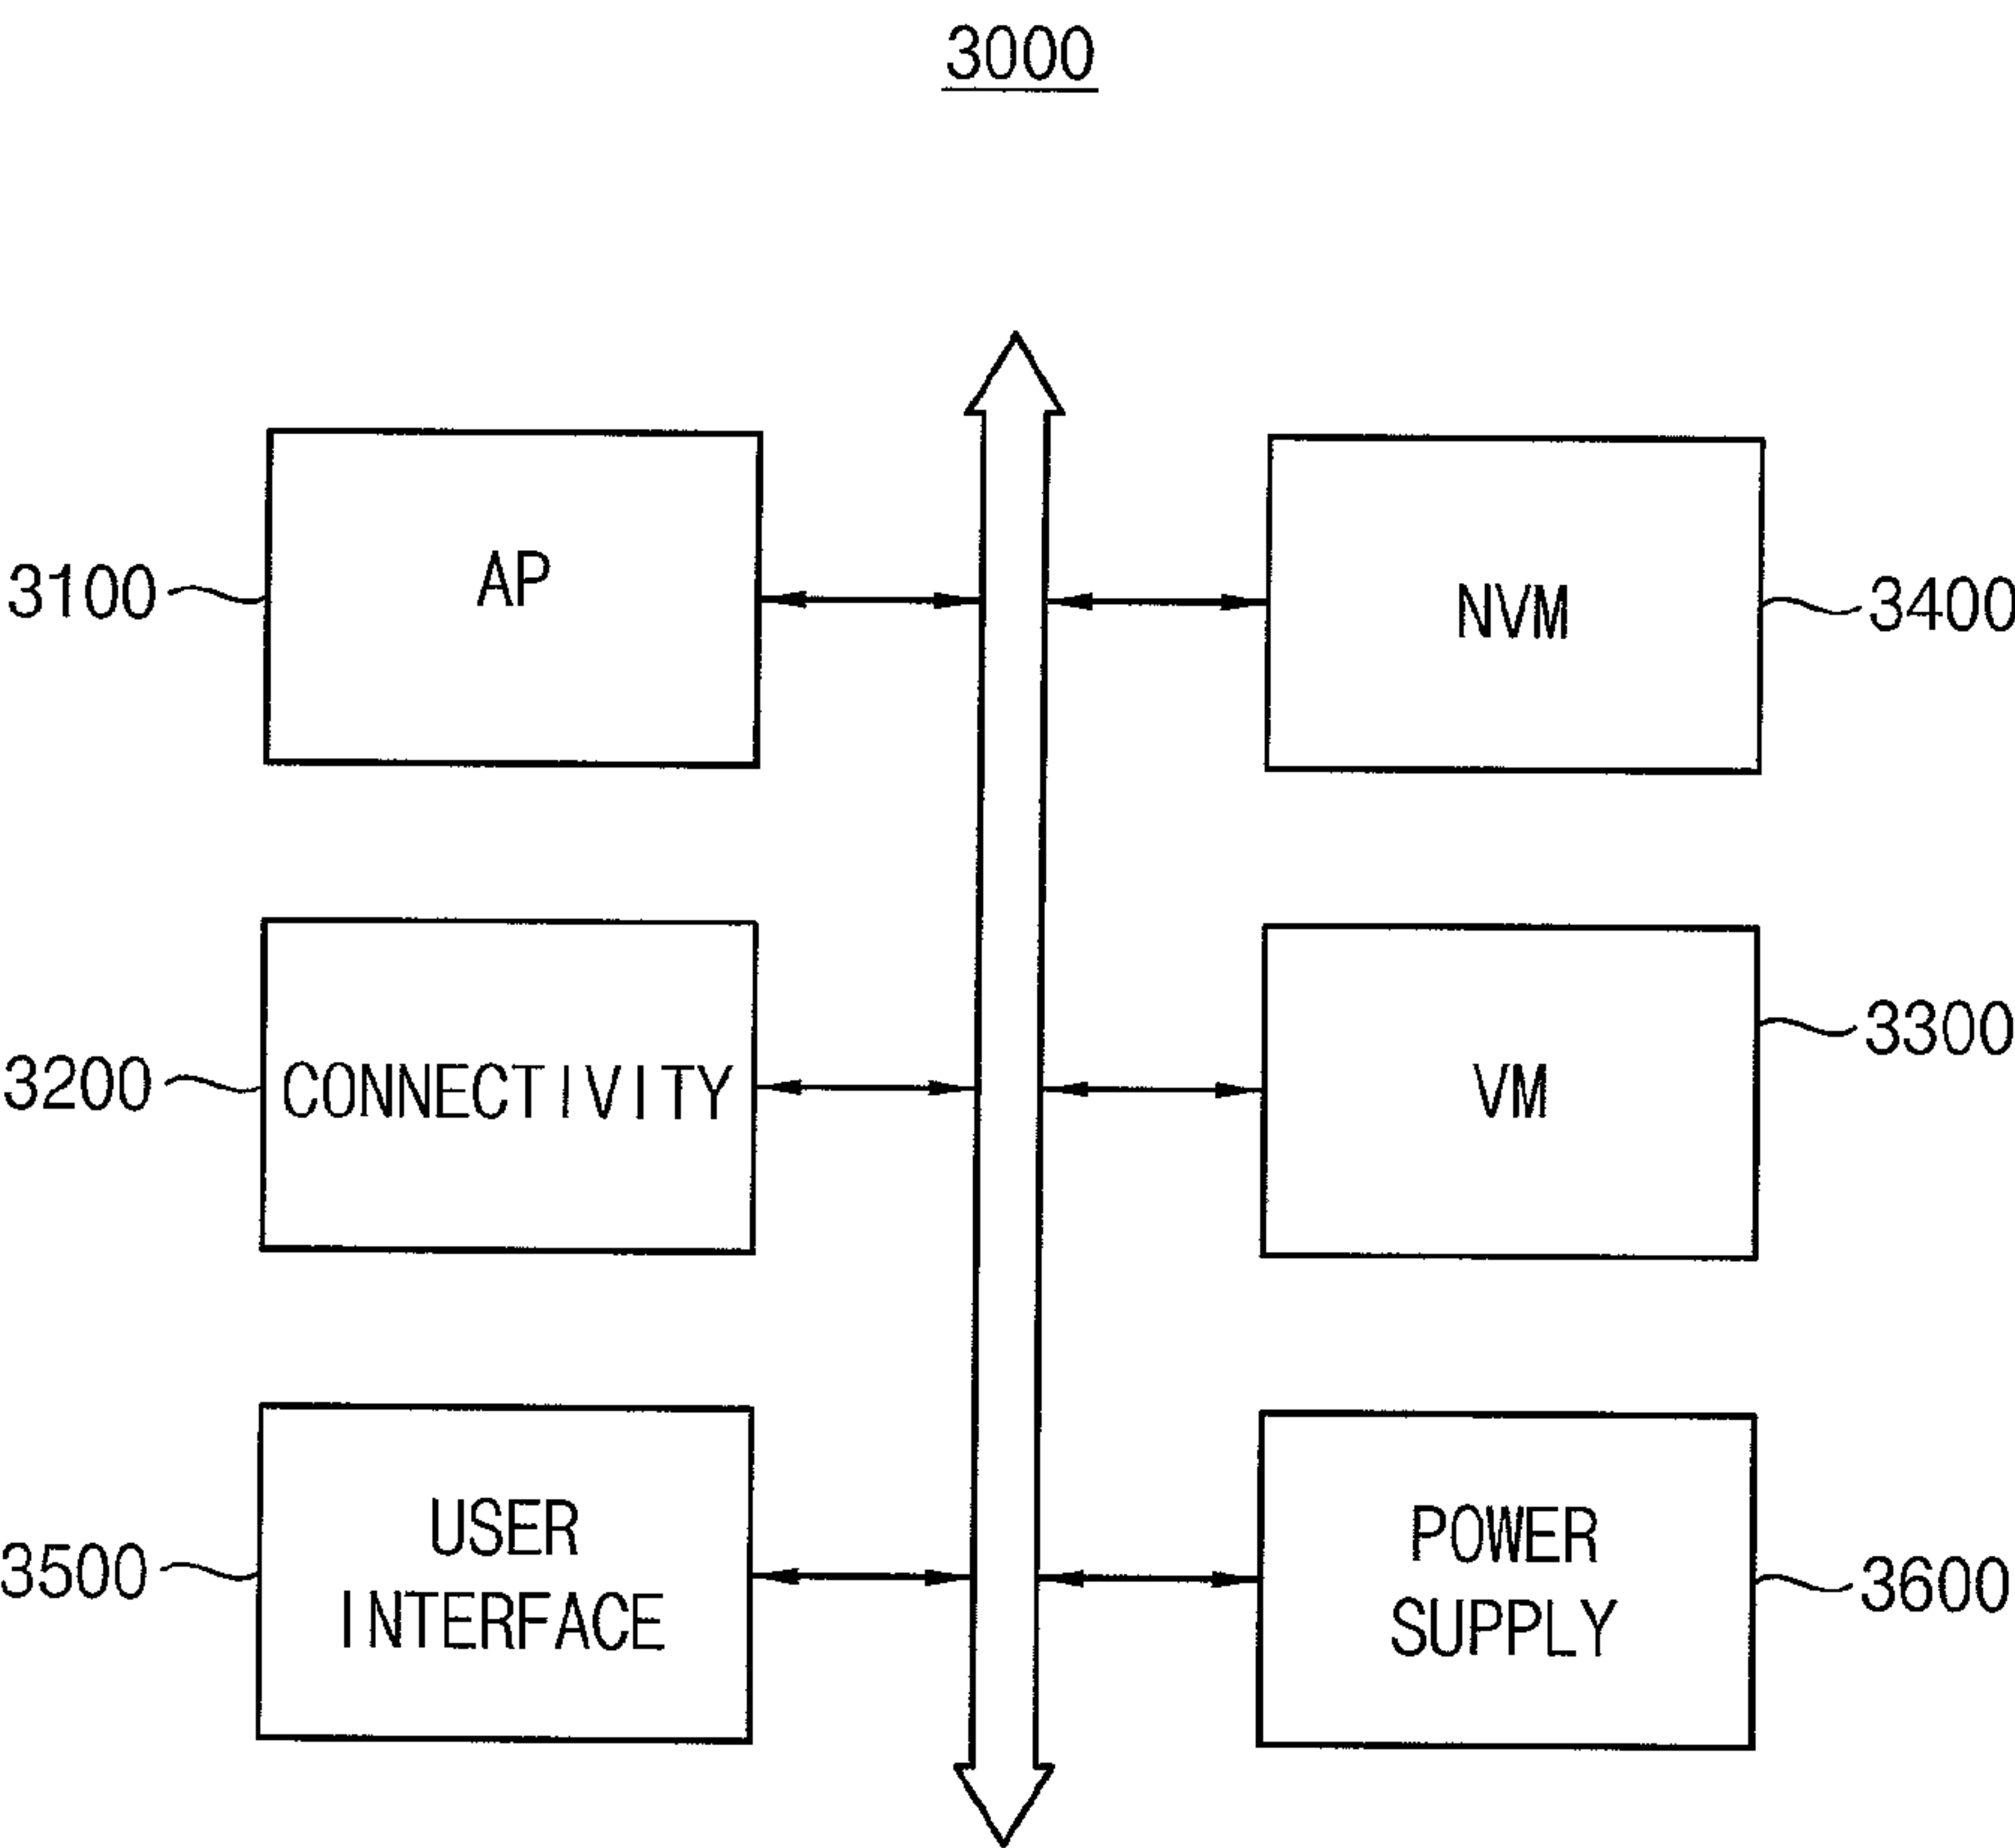 3000
3100
AP
NVM
3400
3200
CONNECTIVITY
VM
3300
3500
USER
INTERFACE
POWER
SUPPLY
3600